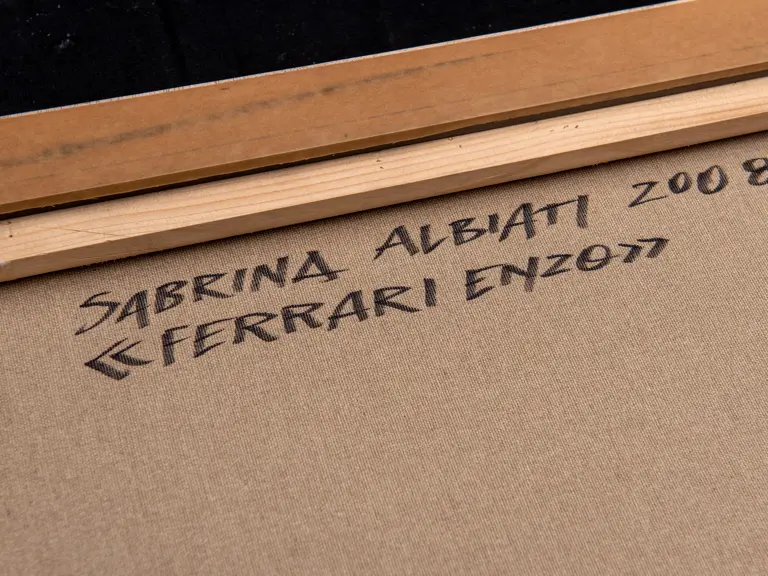 SABRINA ALBIATI 2008
«FERRARI ENZO»